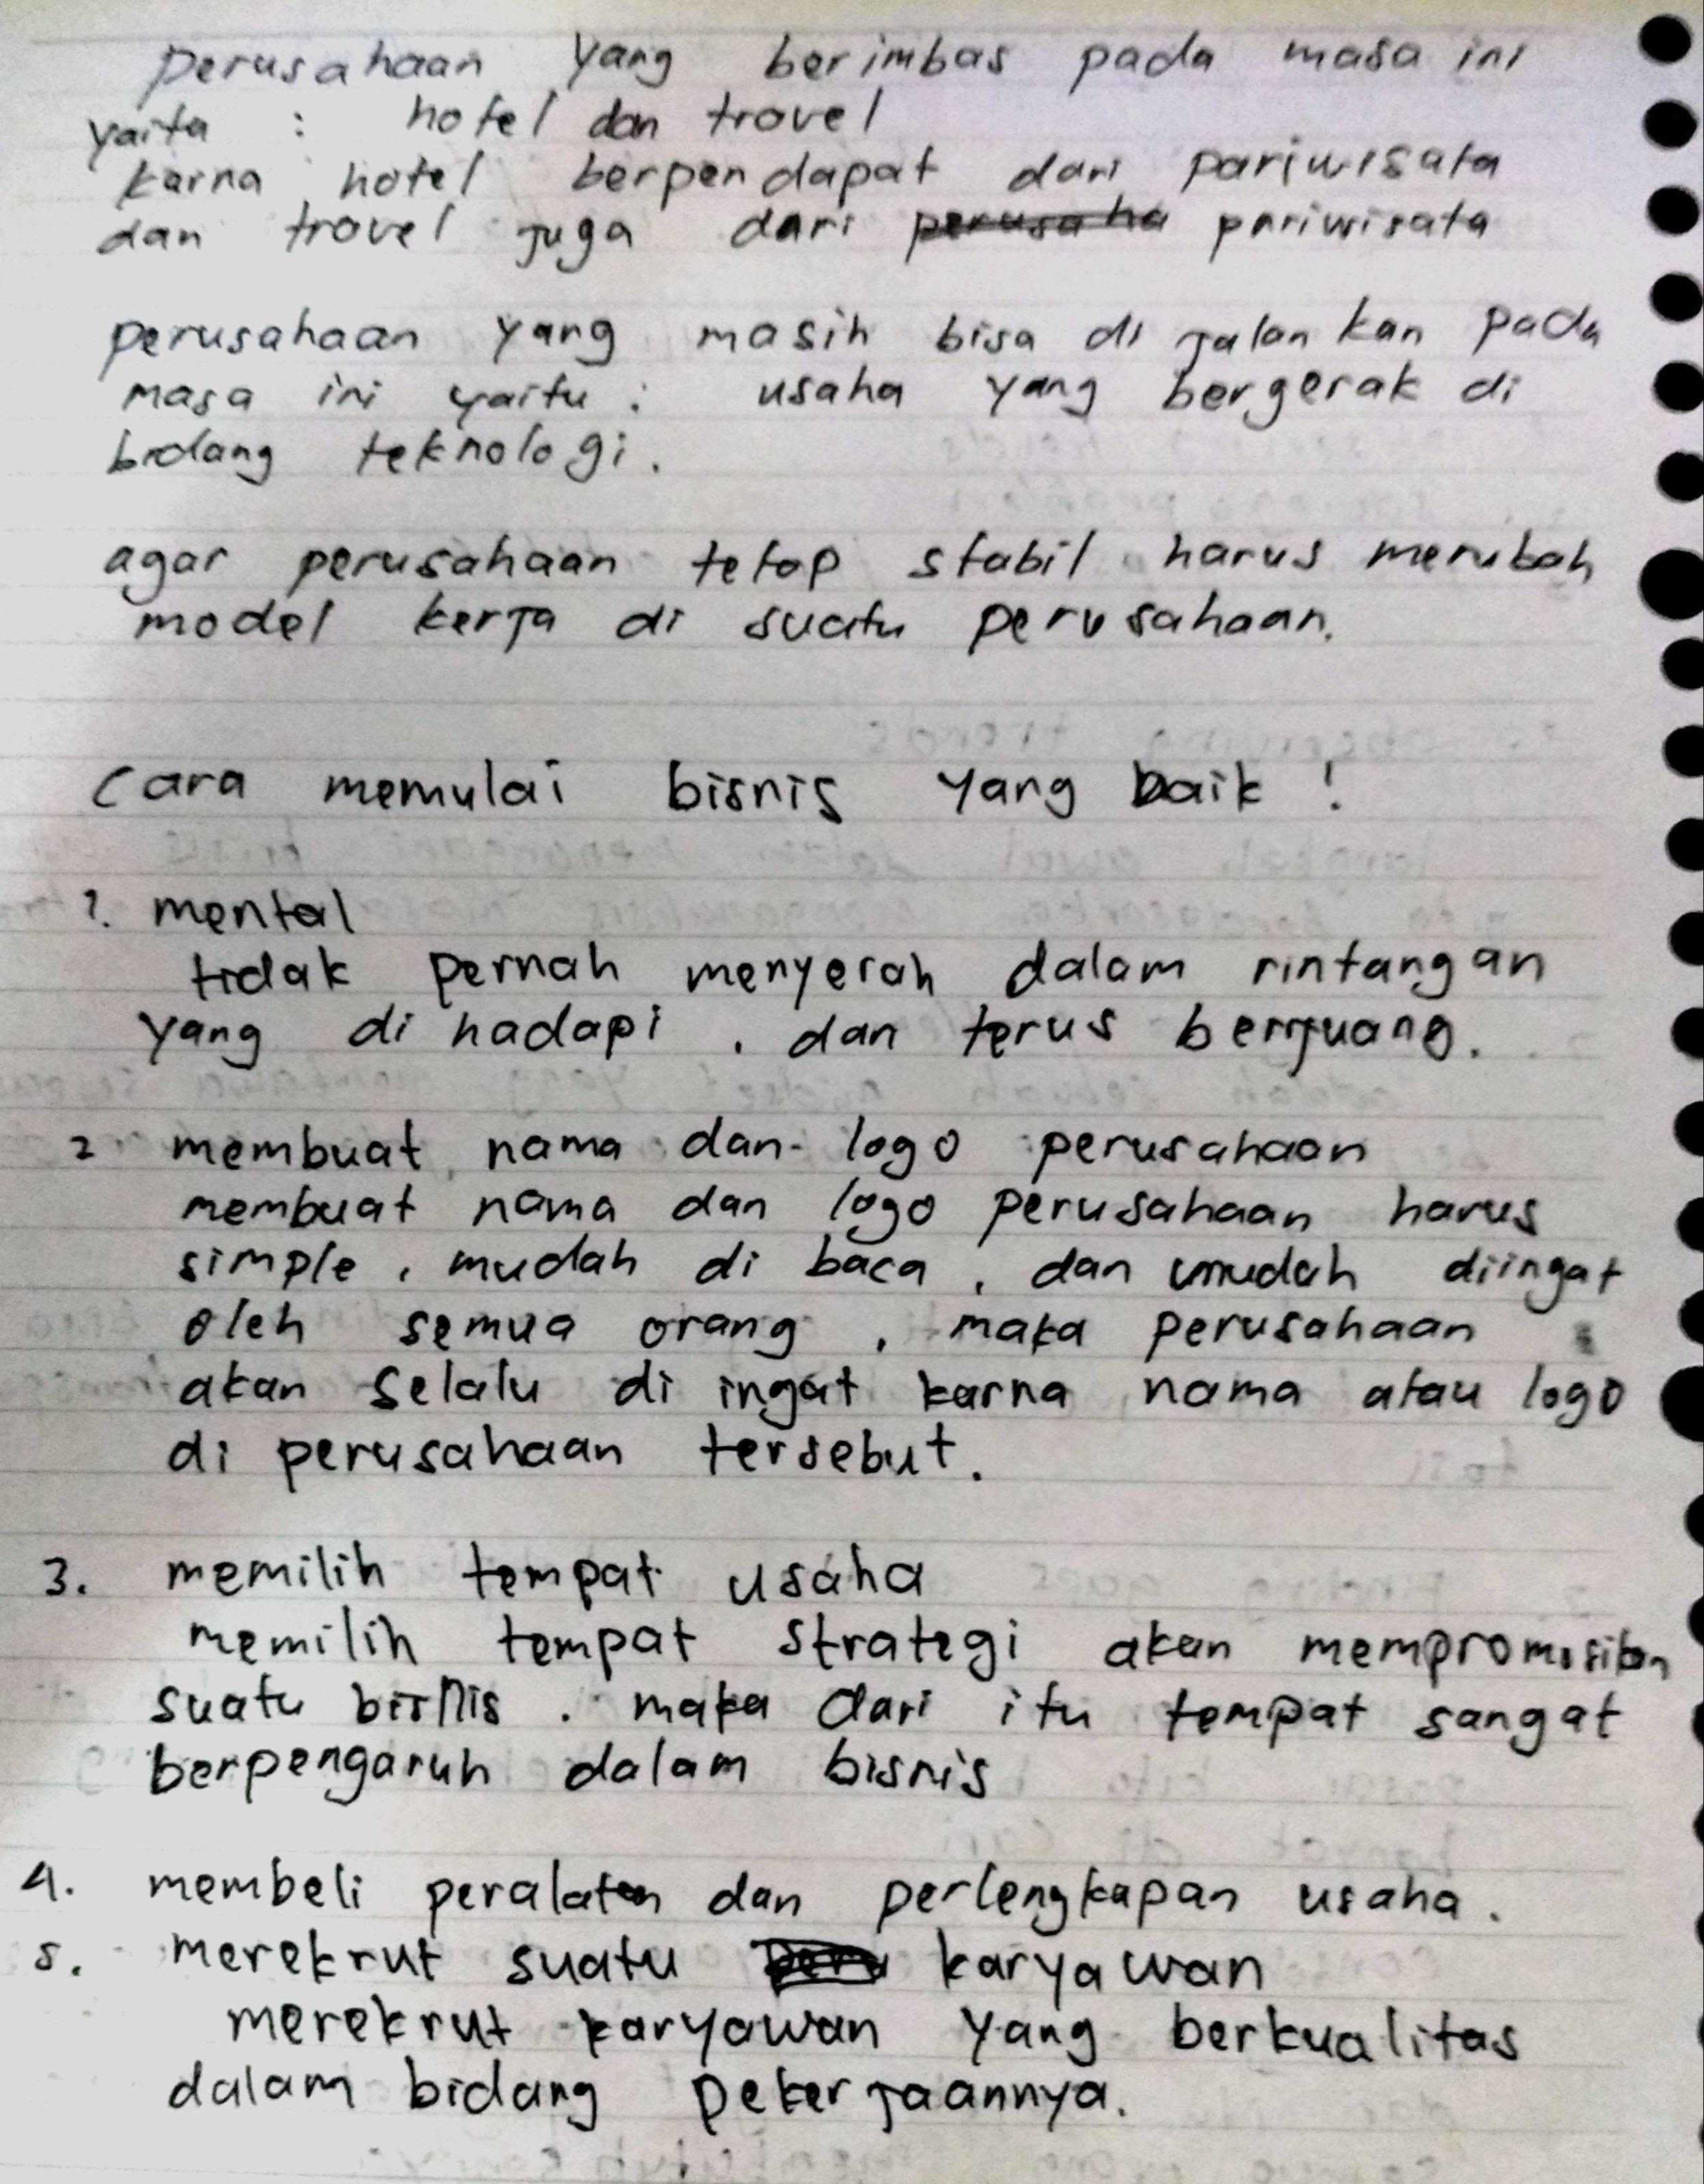 perusahaan yang berimbas pada masa ini
yaitu : hotel dan travel
karna hotel berpendapat dari pariwisata
dan travel juga dari perusaha pariwisata
perusahaan yang masih bisa di jalan kan pada
masa ini yaitu : usaha yang bergerak di
bidang teknologi.
agar perusahaan tetap stabil harus merubah
model kerja di suatu perusahaan.
cara memulai bisnis yang baik !
1. mental
tidak pernah menyerah dalam rintangan
yang di hadapi , dan terus berjuang.
2 membuat nama dan logo perusahaan
membuat nama dan logo perusahaan harus
simple , mudah di baca , dan mudah diingat
oleh semua orang , maka perusahaan
akan selalu di ingat karna nama atau logo
di perusahaan tersebut.
3. memilih tempat usaha
memilih tempat strategi akan mempromosikan
suatu bisnis . maka dari itu tempat sangat
berpengaruh dalam bisnis
4. membeli peralatan dan perlengkapan usaha.
5. merekrut suatu karyawan
merekrut karyawan yang berkualitas
dalam bidang pekerjaannya.